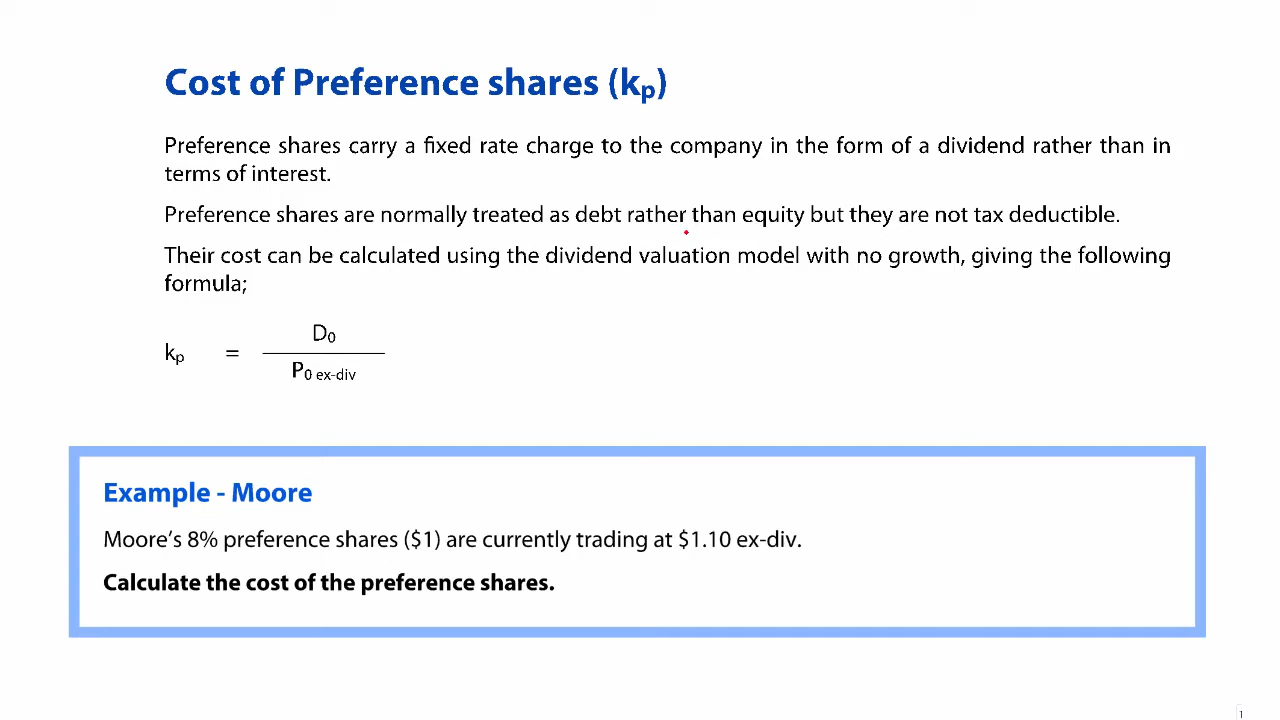 Cost of Preference shares (kp)
Preference shares carry a fixed rate charge to the company in the form of a dividend rather than in
terms of interest.
Preference shares are normally treated as debt rather than equity but they are not tax deductible.
Their cost can be calculated using the dividend valuation model with no growth, giving the following
formula;
kp = D0
P0 ex-div
Example - Moore
Moore's 8% preference shares ($1) are currently trading at $1.10 ex-div.
Calculate the cost of the preference shares.
1